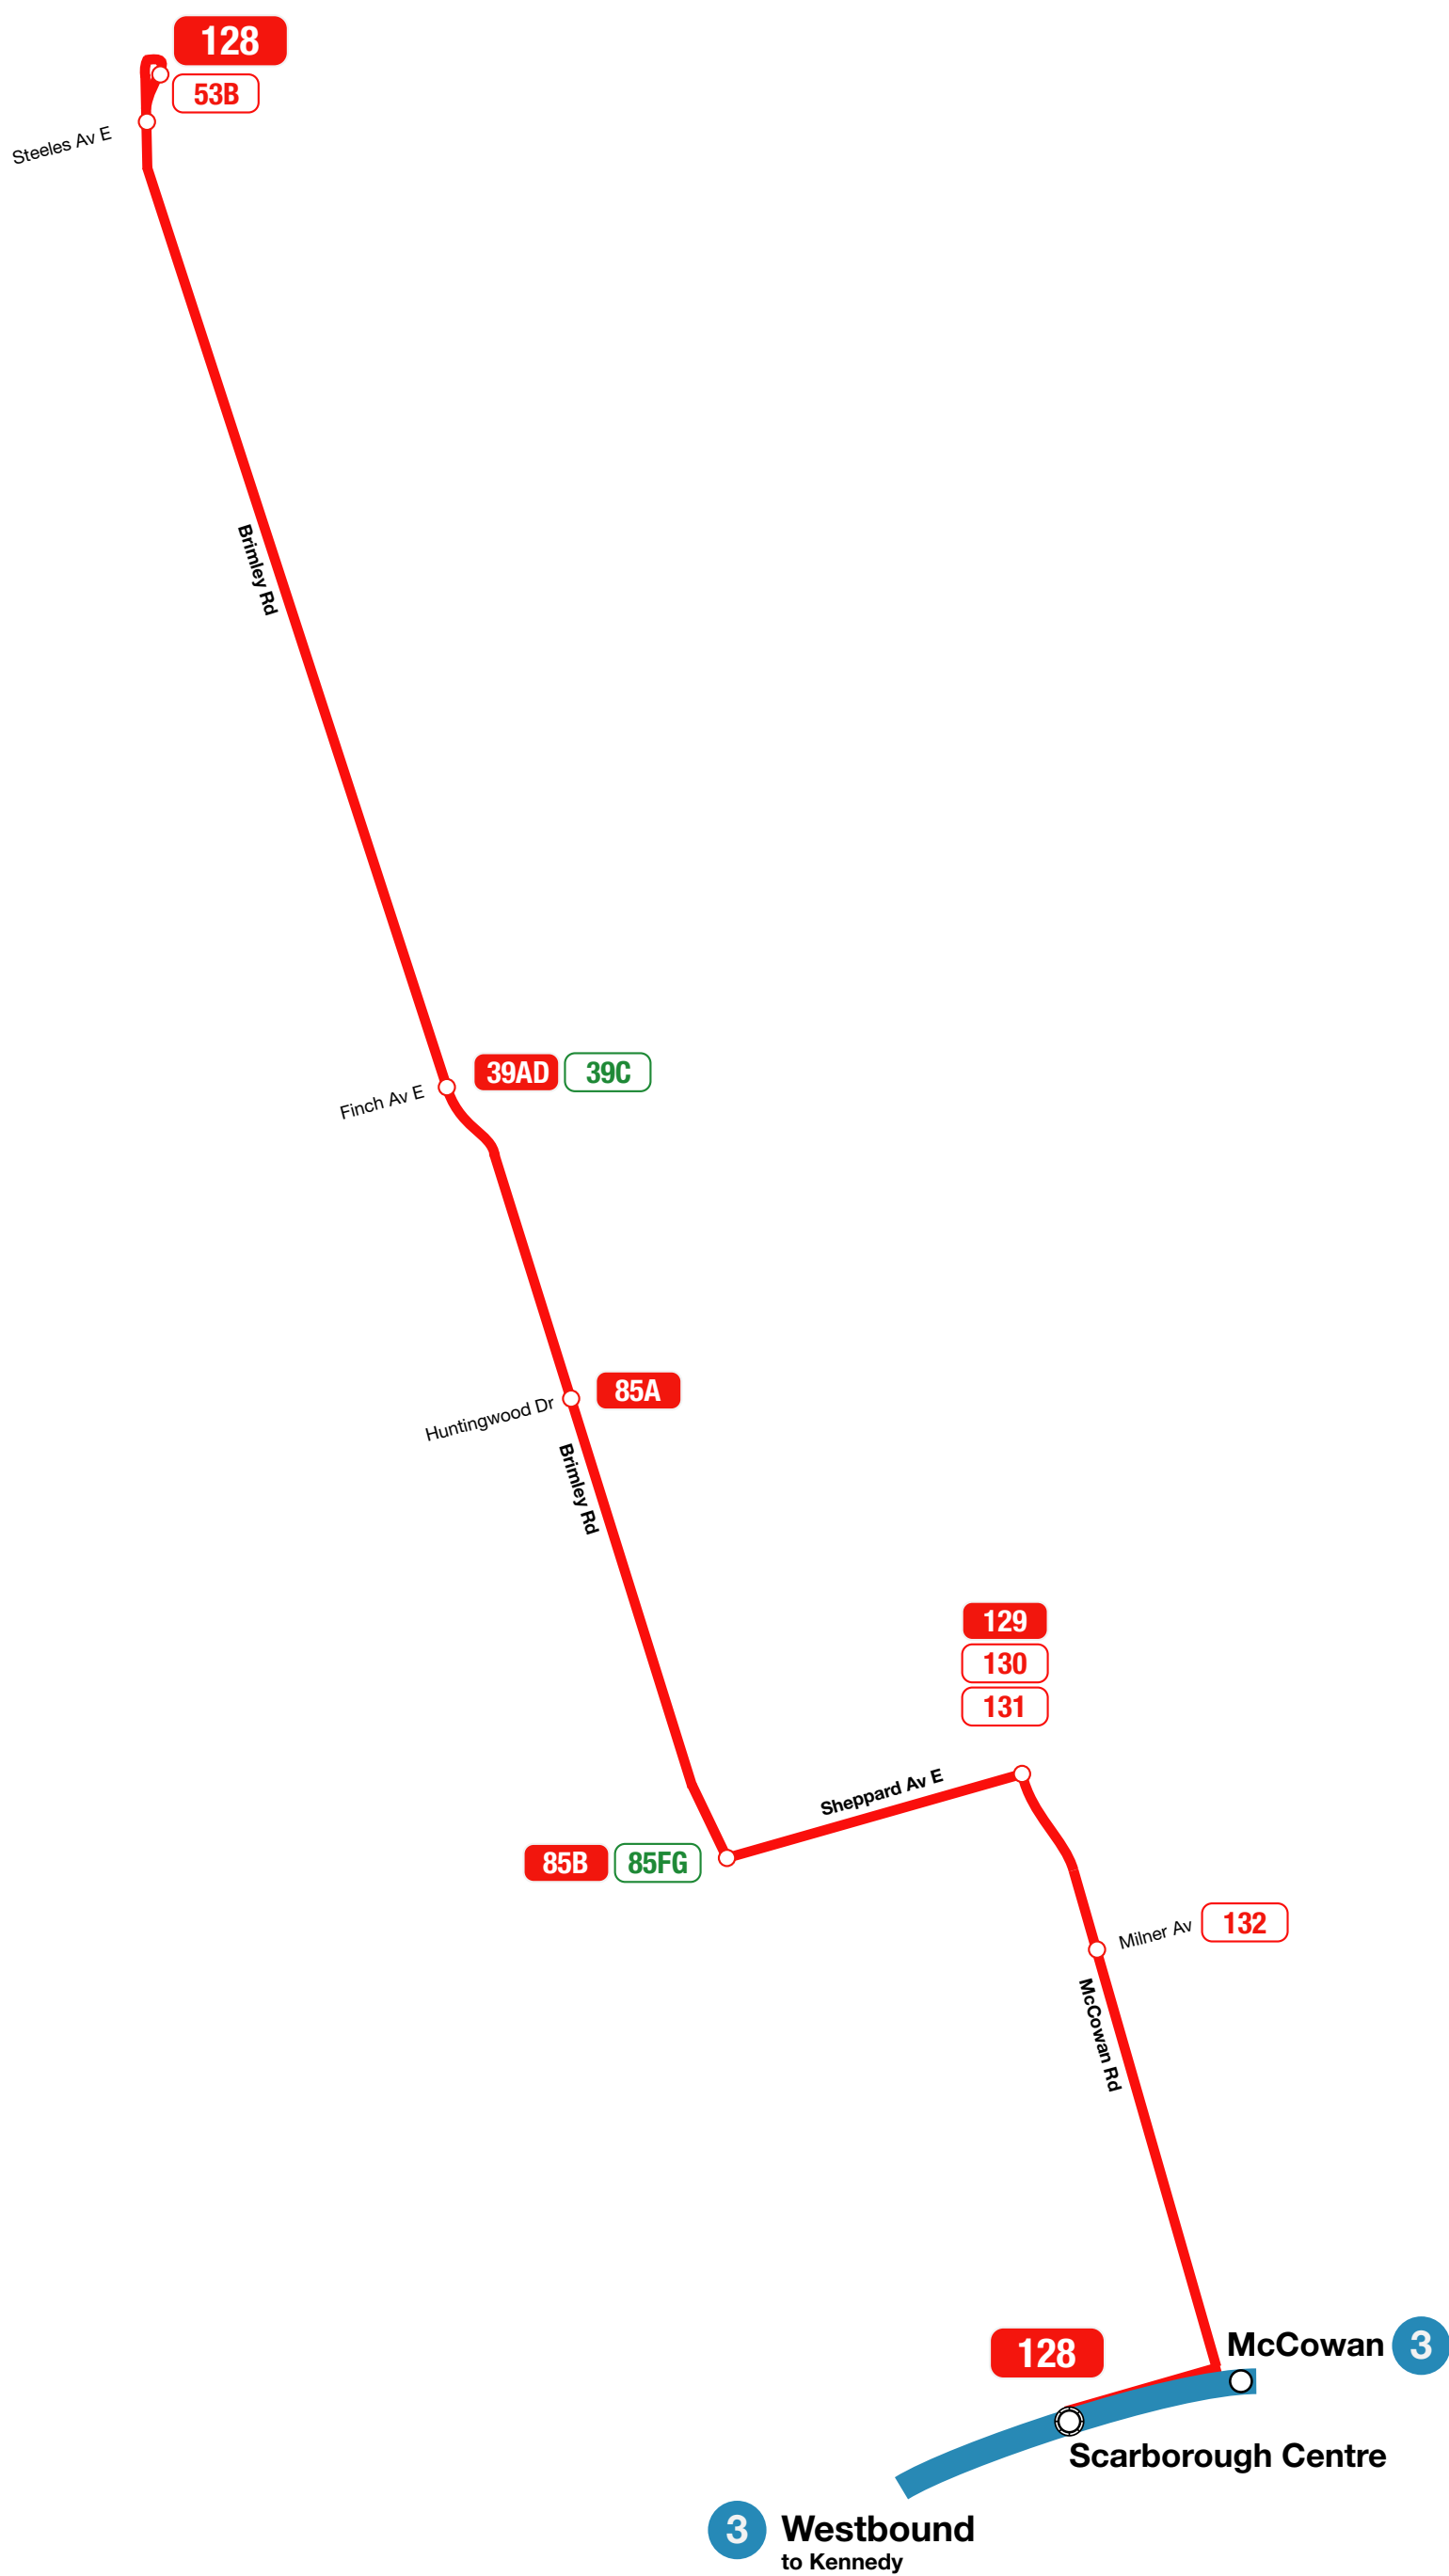 128
53B
Steeles Av E
Brimley Rd
39AD 39C
Finch Av E
85A
Huntingwood Dr
Brimley Rd
129
130
131
Sheppard Av E
85B 85FG
Milner Av 132
McCowan Rd
McCowan 3
128
Scarborough Centre
3 Westbound
to Kennedy